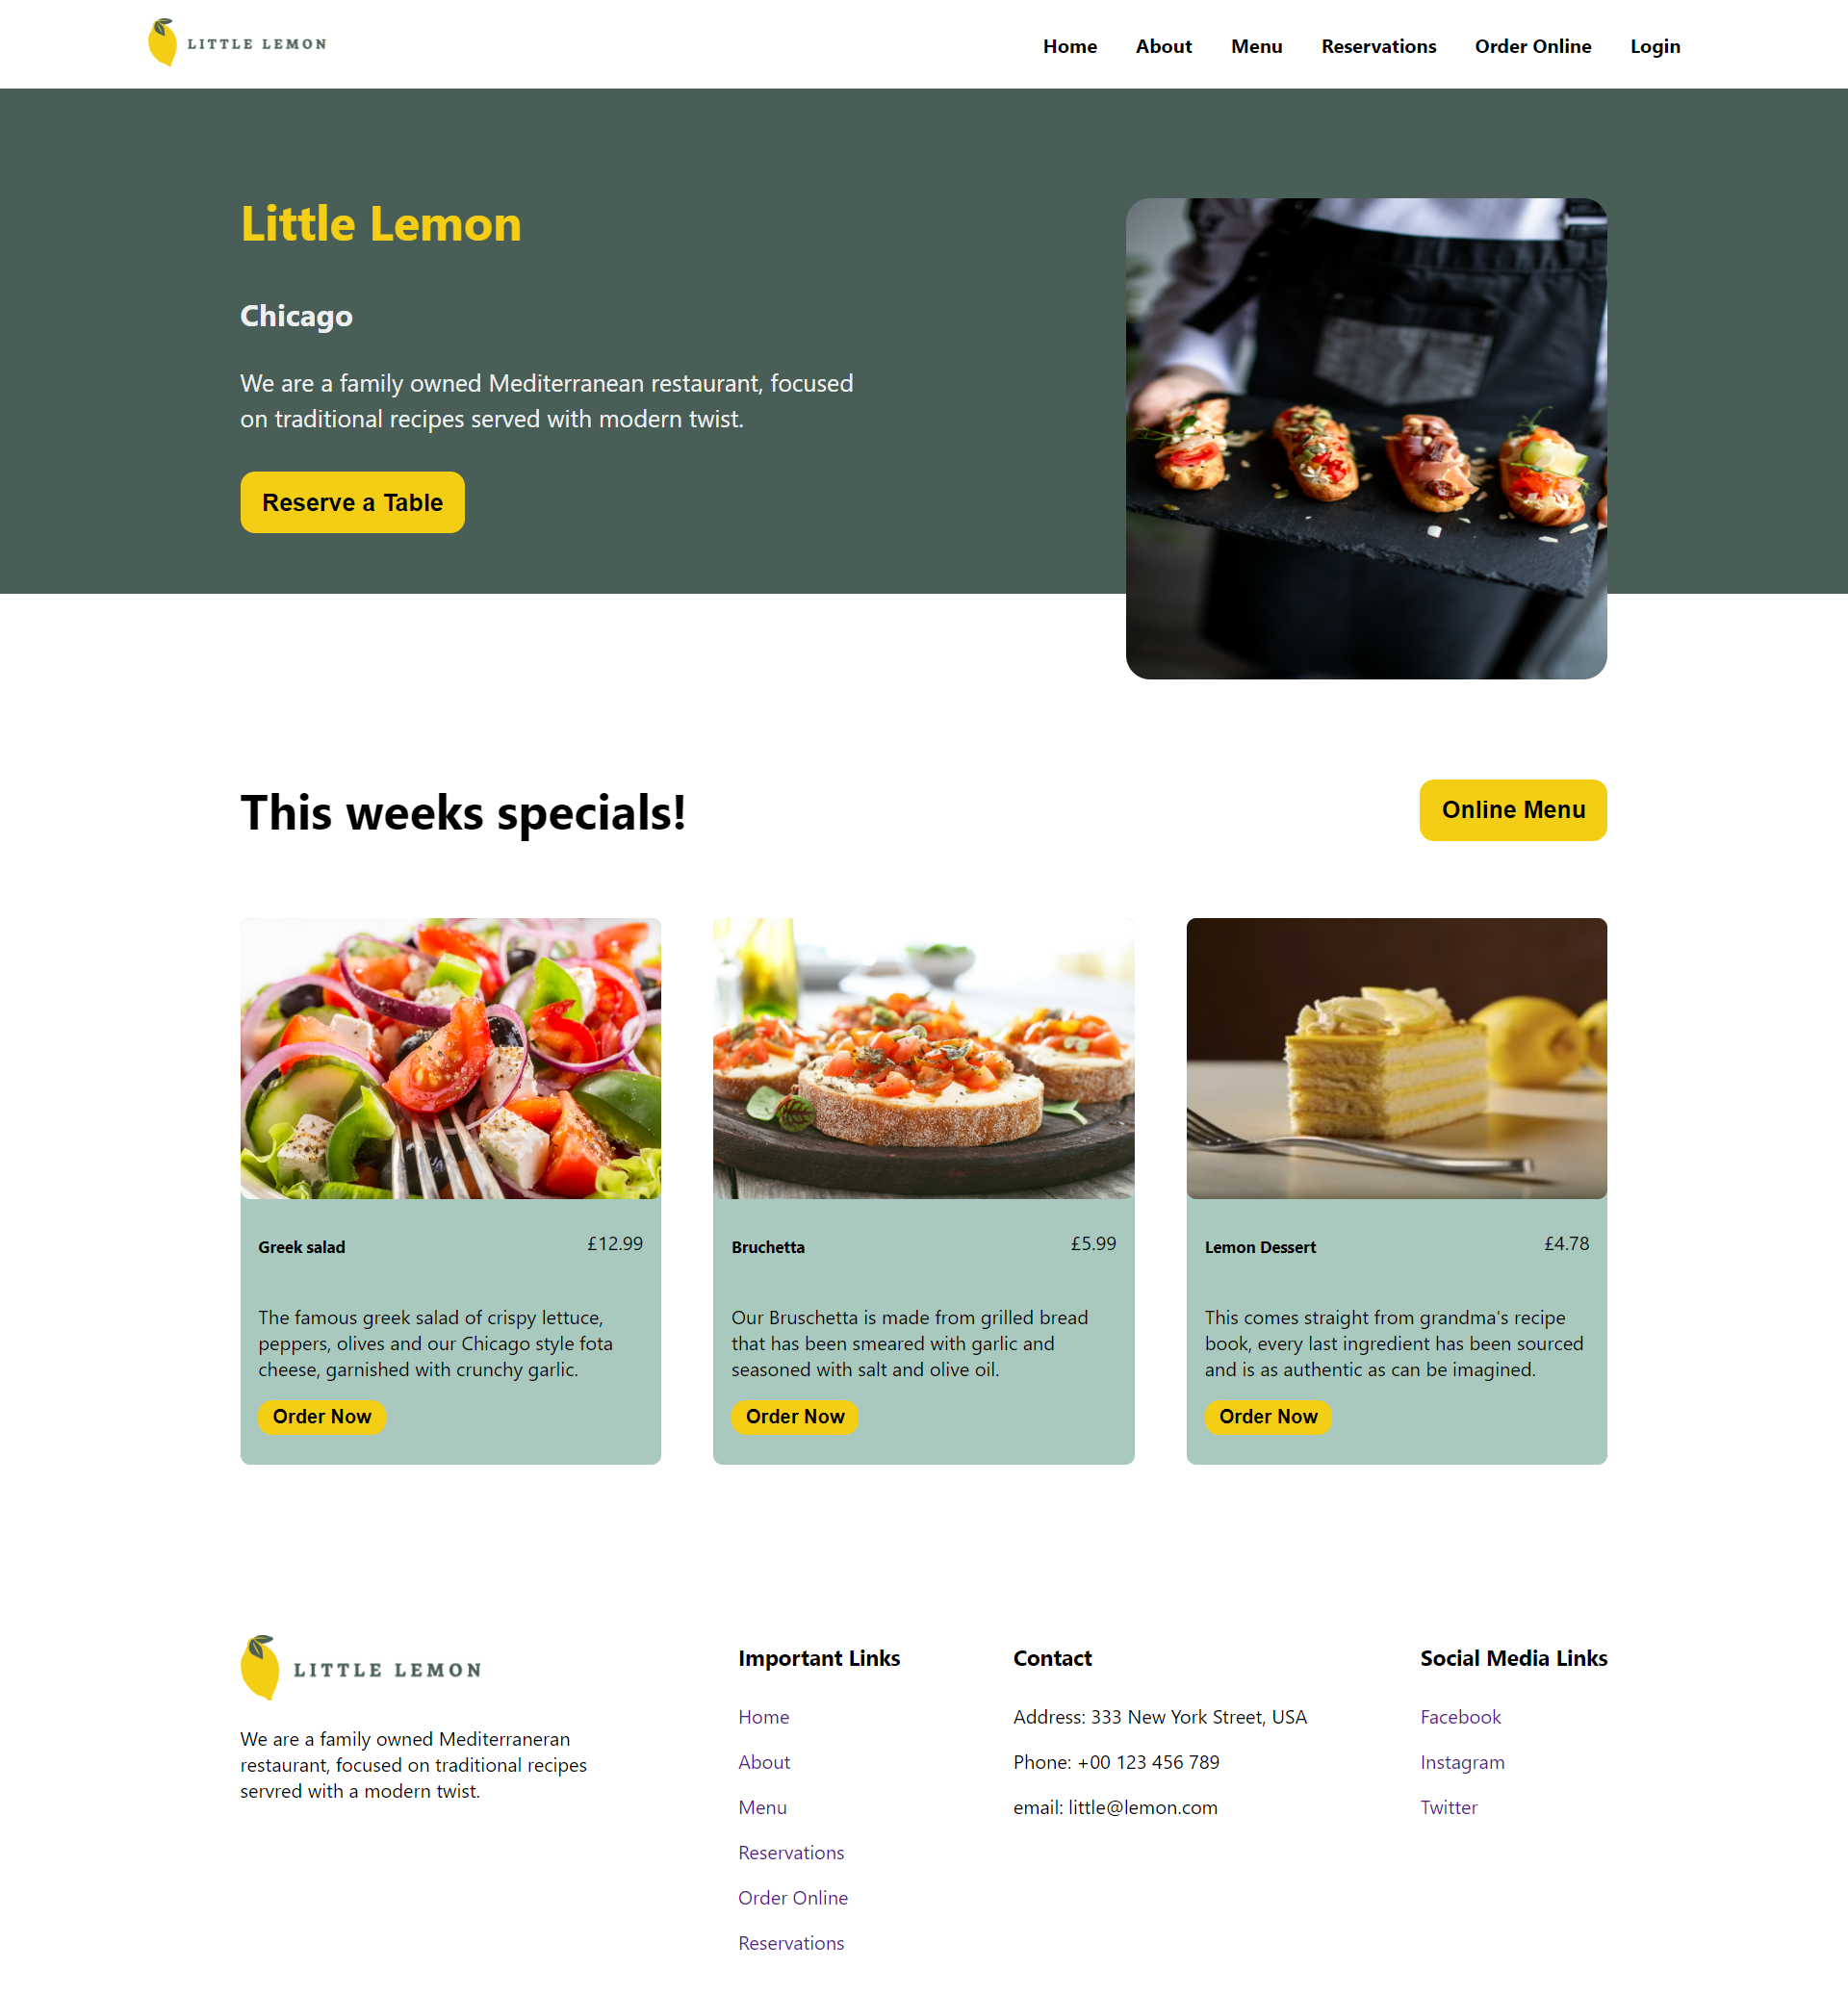 LITTLE LEMON
Home About Menu Reservations Order Online Login
Little Lemon
Chicago
We are a family owned Mediterranean restaurant, focused
on traditional recipes served with modern twist.
Reserve a Table
This weeks specials!
Online Menu
Greek salad £12.99
The famous greek salad of crispy lettuce,
peppers, olives and our Chicago style fota
cheese, garnished with crunchy garlic.
Order Now
Bruchetta £5.99
Our Bruschetta is made from grilled bread
that has been smeared with garlic and
seasoned with salt and olive oil.
Order Now
Lemon Dessert £4.78
This comes straight from grandma's recipe
book, every last ingredient has been sourced
and is as authentic as can be imagined.
Order Now
LITTLE LEMON
We are a family owned Mediterraneran
restaurant, focused on traditional recipes
servred with a modern twist.
Important Links
Home
About
Menu
Reservations
Order Online
Reservations
Contact
Address: 333 New York Street, USA
Phone: +00 123 456 789
email: little@lemon.com
Social Media Links
Facebook
Instagram
Twitter